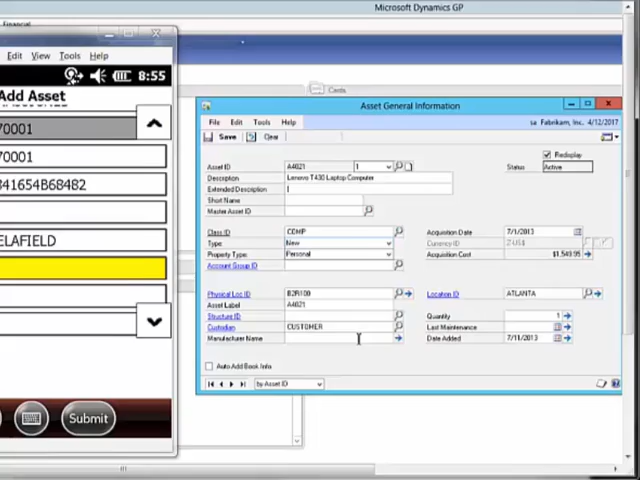 Microsoft Dynamics GP
Financial
Edit View Tools Help
8:55
Add Asset
70001
70001
341654B68482
ELAFIELD
Submit
Cards
Asset General Information
File Edit Tools Help
sa Fabrikam, Inc. 4/12/2017
Save Clear
Redisplay
Asset ID A4021 1
Status Active
Description Lenovo T430 Laptop Computer
Extended Description
Short Name
Master Asset ID
Class ID COMP
Acquisition Date 7/1/2013
Type: New
Currency ID Z-US$
Property Type: Personal
Acquisition Cost $1,549.95
Account Group ID
Physical Loc ID B2R100
Location ID ATLANTA
Asset Label A4021
Structure ID
Quantity 1
Custodian CUSTOMER
Last Maintenance
Manufacturer Name
Date Added 7/11/2013
Auto Add Book Info
by Asset ID